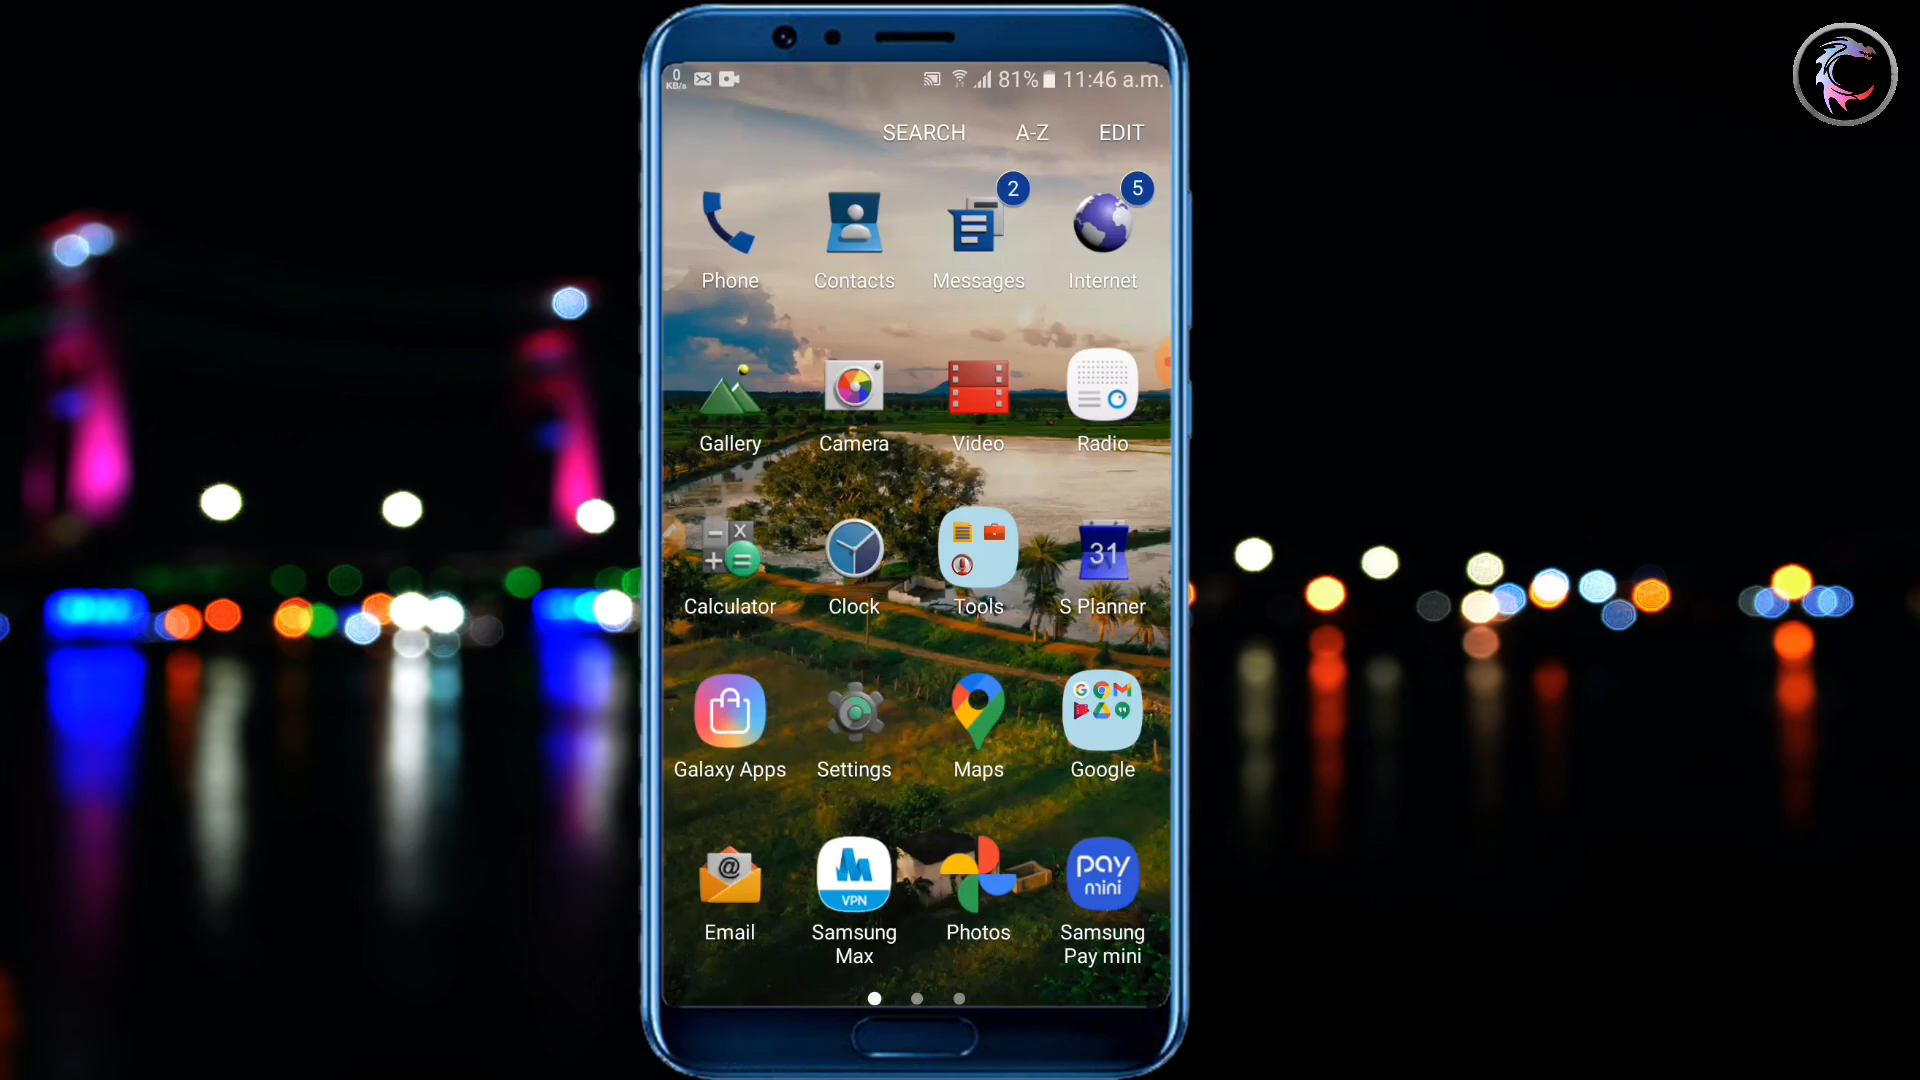 0
KB/s
81% 11:46 a.m.
SEARCH A-Z EDIT
2 5
Phone Contacts Messages Internet
Gallery Camera Video Radio
31
Calculator Clock Tools S Planner
Galaxy Apps Settings Maps Google
@ VPN pay
mini
Email Samsung Photos Samsung
Max Pay mini